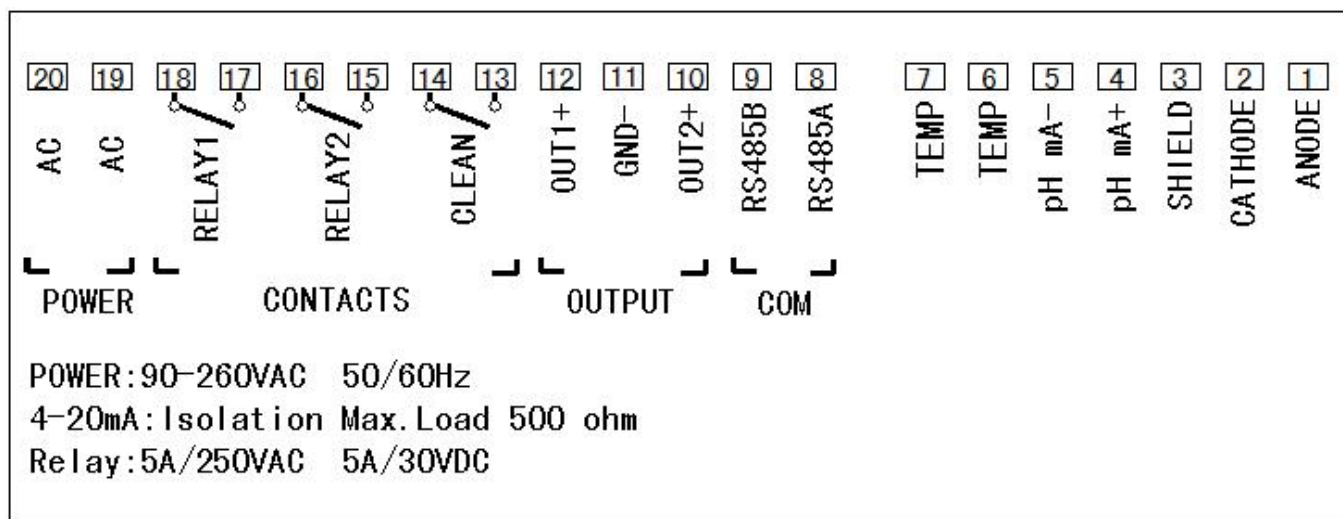 20 19 18 17 16 15 14 13 12 11 10 9 8 7 6 5 4 3 2 1
AC AC RELAY1 RELAY2 CLEAN OUT1+ GND- OUT2+ RS485B RS485A TEMP TEMP pH mA- pH mA+ SHIELD CATHODE ANODE
POWER CONTACTS OUTPUT COM
POWER:90-260VAC 50/60Hz
4-20mA:Isolation Max.Load 500 ohm
Relay:5A/250VAC 5A/30VDC